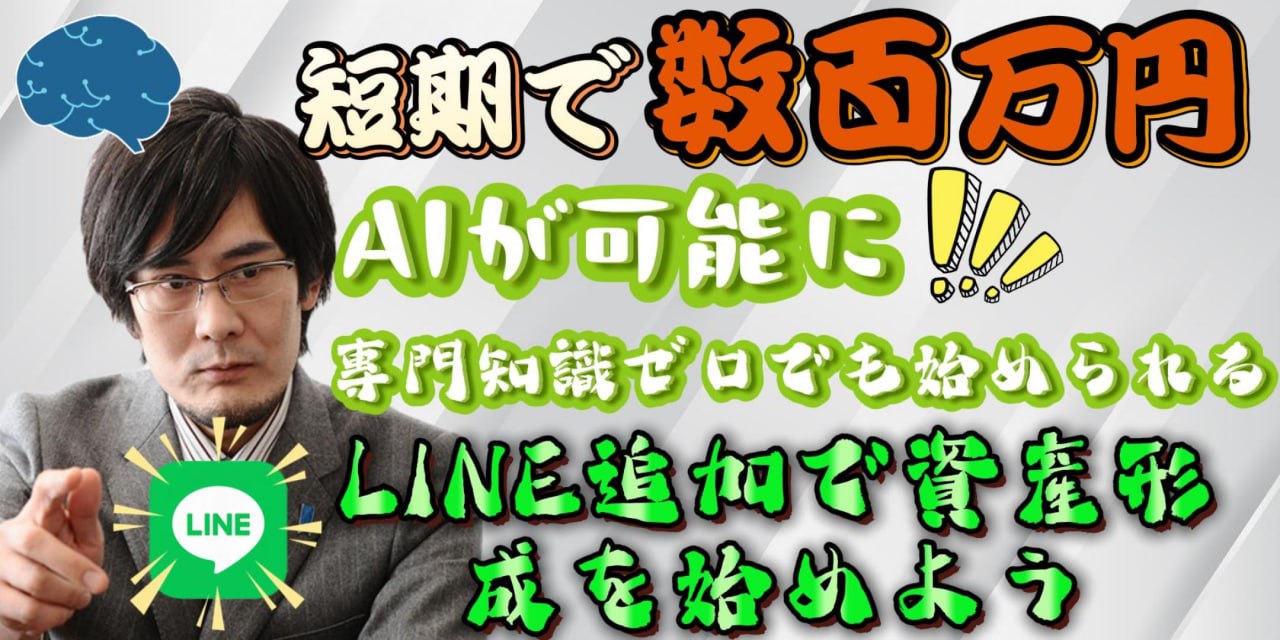 短期で数百万円
AIが可能に
専門知識ゼロでも始められる
LINE追加で資産形
成を始めよう
LINE